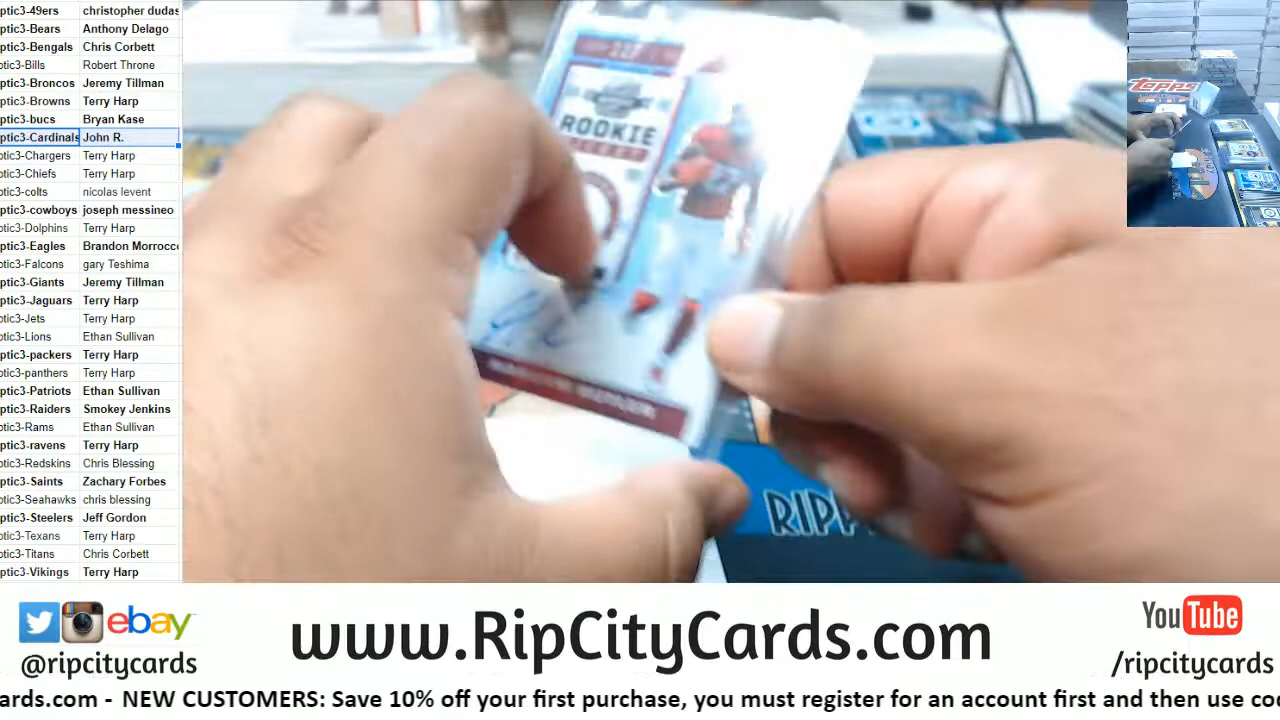 ptic3-49ers christopher dudas
ptic3-Bears Anthony Delago
ptic3-Bengals Chris Corbett
ptic3-Bills Robert Throne
ptic3-Broncos Jeremy Tillman
ptic3-Browns Terry Harp
ptic3-bucs Bryan Kase
ptic3-Cardinals John R.
ptic3-Chargers Terry Harp
ptic3-Chiefs Terry Harp
ptic3-colts nicolas levent
ptic3-cowboys joseph messineo
ptic3-Dolphins Terry Harp
ptic3-Eagles Brandon Morrocco
ptic3-Falcons gary Teshima
ptic3-Giants Jeremy Tillman
ptic3-Jaguars Terry Harp
ptic3-Jets Terry Harp
ptic3-Lions Ethan Sullivan
ptic3-packers Terry Harp
ptic3-panthers Terry Harp
ptic3-Patriots Ethan Sullivan
ptic3-Raiders Smokey Jenkins
ptic3-Rams Ethan Sullivan
ptic3-ravens Terry Harp
ptic3-Redskins Chris Blessing
ptic3-Saints Zachary Forbes
ptic3-Seahawks chris blessing
ptic3-Steelers Jeff Gordon
ptic3-Texans Terry Harp
ptic3-Titans Chris Corbett
ptic3-Vikings Terry Harp
ROOKIE
Topps
RIPP
ebay
@ripcitycards
www.RipCityCards.com
YouTube
/ripcitycards
cards.com - NEW CUSTOMERS: Save 10% off your first purchase, you must register for an account first and then use co